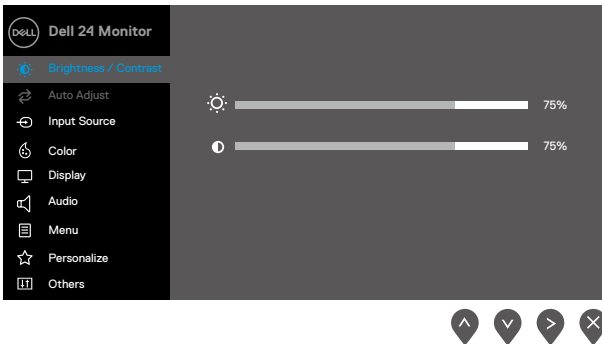 DELL Dell 24 Monitor
Brightness / Contrast
Auto Adjust
Input Source
Color
Display
Audio
Menu
Personalize
Others
75%
75%